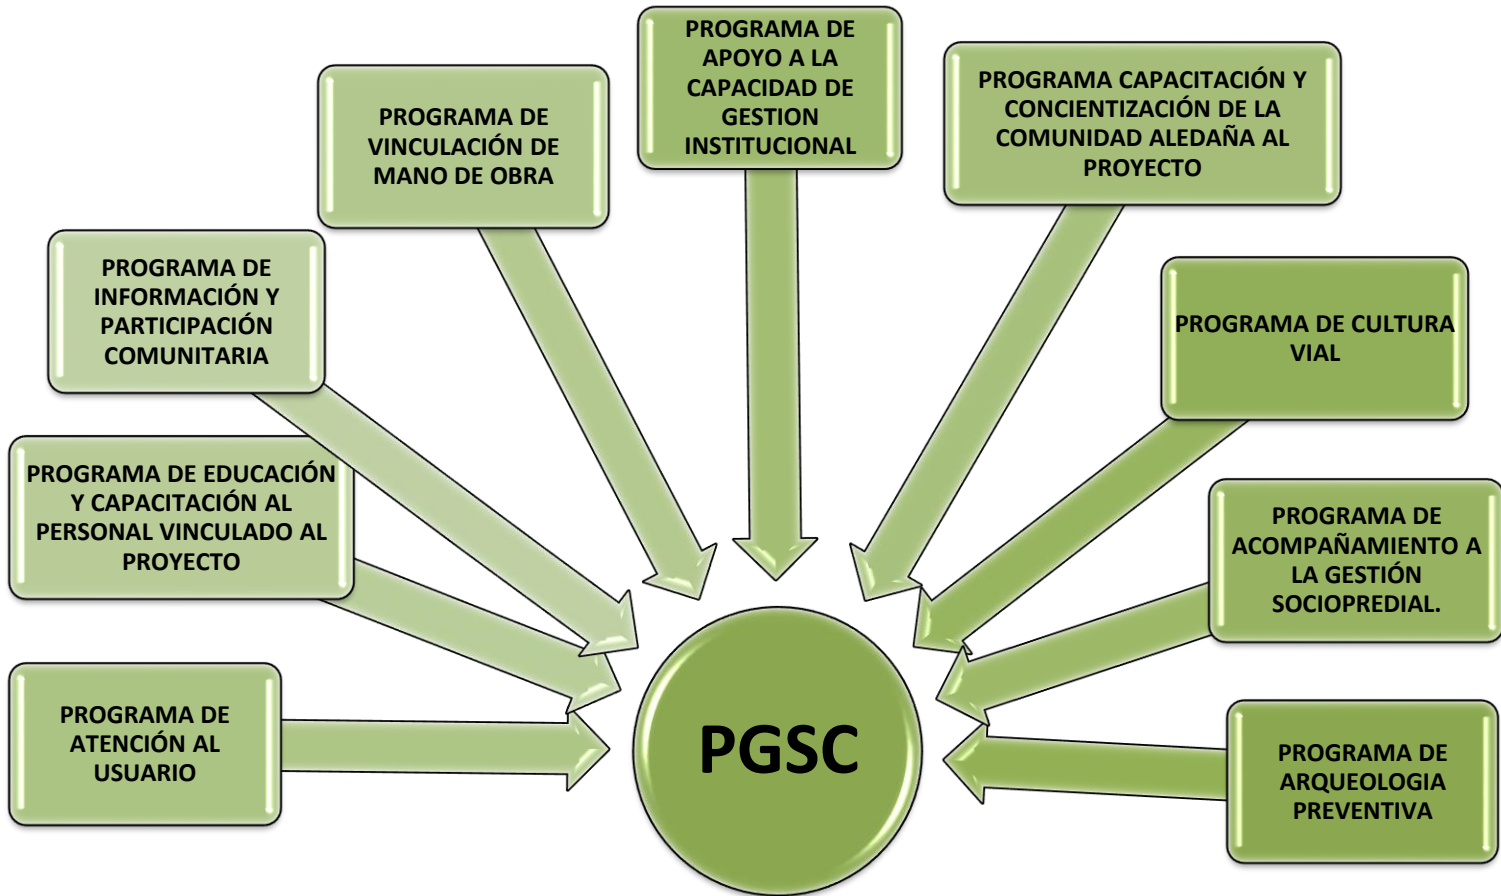 PROGRAMA DE
APOYO A LA
CAPACIDAD DE
GESTION
INSTITUCIONAL
PROGRAMA CAPACITACIÓN Y
CONCIENTIZACIÓN DE LA
COMUNIDAD ALEDAÑA AL
PROYECTO
PROGRAMA DE
VINCULACIÓN DE
MANO DE OBRA
PROGRAMA DE
INFORMACIÓN Y
PARTICIPACIÓN
COMUNITARIA
PROGRAMA DE CULTURA
VIAL
PROGRAMA DE EDUCACIÓN
Y CAPACITACIÓN AL
PERSONAL VINCULADO AL
PROYECTO
PROGRAMA DE
ACOMPAÑAMIENTO A
LA GESTIÓN
SOCIOPREDIAL.
PROGRAMA DE
ATENCIÓN AL
USUARIO
PGSC
PROGRAMA DE
ARQUEOLOGIA
PREVENTIVA